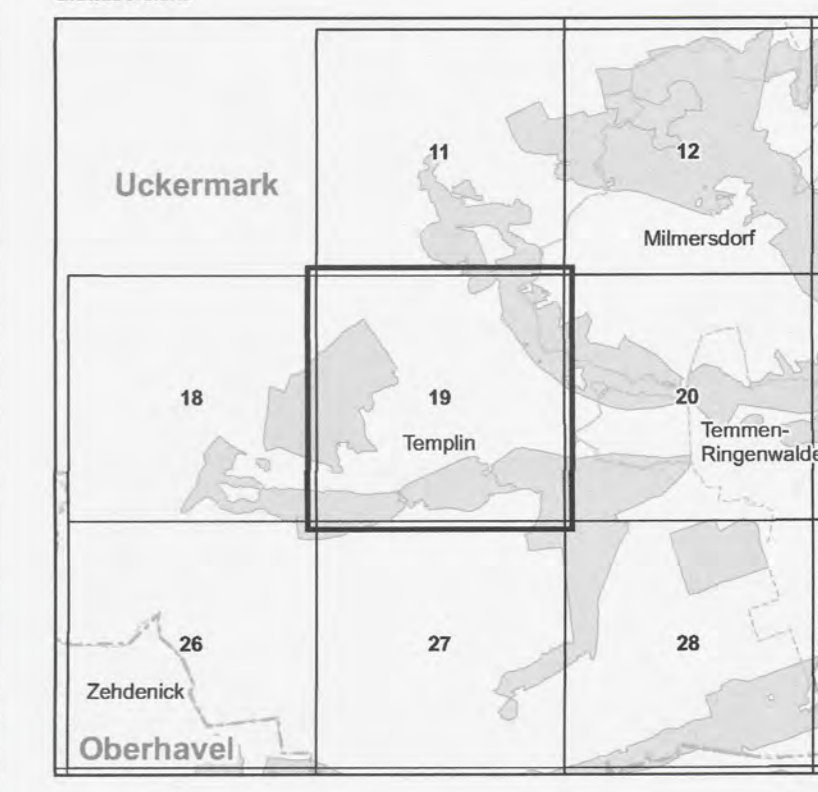 11
12
Uckermark
Milmersdorf
18
19
20
Templin
Temmen-
Ringenwalde
26
27
28
Zehdenick
Oberhavel